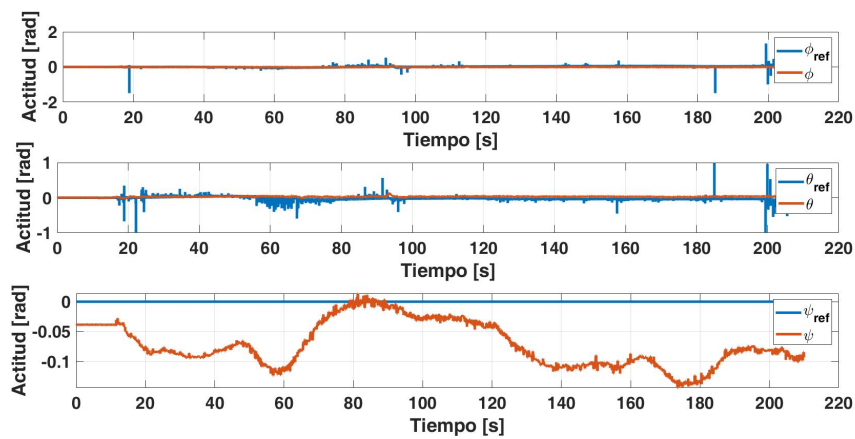 Actitud [rad]
2
0
-2
ϕref
ϕ
0 20 40 60 80 100 120 140 160 180 200 220
Tiempo [s]
Actitud [rad]
1
0
-1
θref
θ
0 20 40 60 80 100 120 140 160 180 200 220
Tiempo [s]
Actitud [rad]
0
-0.05
-0.1
ψref
ψ
0 20 40 60 80 100 120 140 160 180 200 220
Tiempo [s]